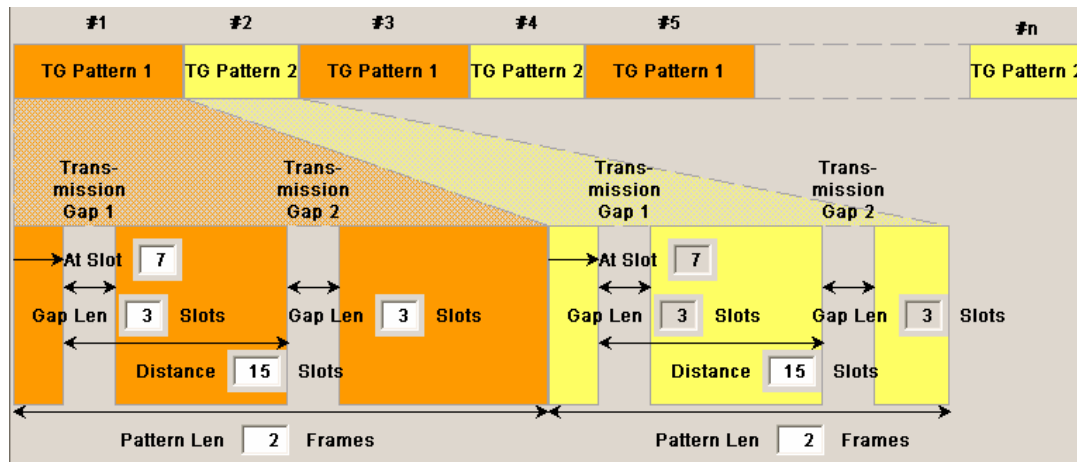 #1 #2 #3 #4 #5 #n
TG Pattern 1 TG Pattern 2 TG Pattern 1 TG Pattern 2 TG Pattern 1 TG Pattern 2
Trans-
mission
Gap 1
Trans-
mission
Gap 2
Trans-
mission
Gap 1
Trans-
mission
Gap 2
At Slot 7 At Slot 7
Gap Len 3 Slots Gap Len 3 Slots Gap Len 3 Slots Gap Len 3 Slots
Distance 15 Slots Distance 15 Slots
Pattern Len 2 Frames Pattern Len 2 Frames